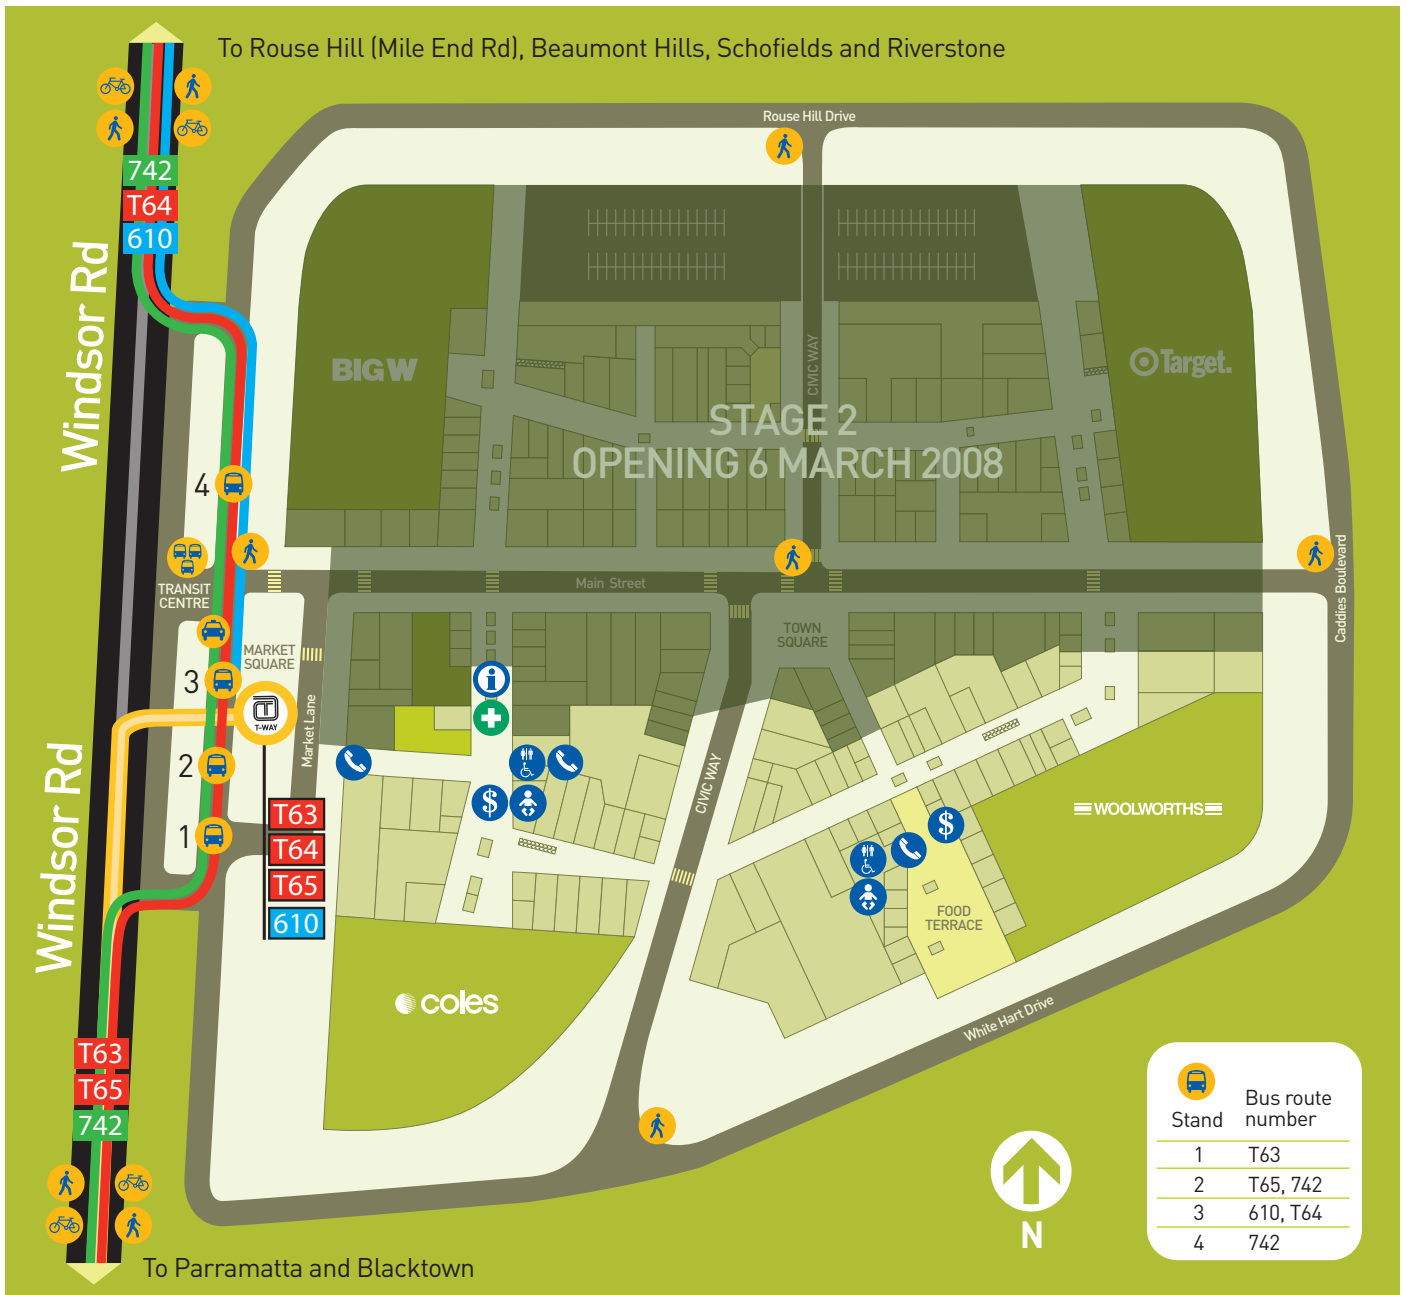 To Rouse Hill (Mile End Rd), Beaumont Hills, Schofields and Riverstone
Rouse Hill Drive
742
T64
610
Windsor Rd
BIG W
CIVIC WAY
Target.
STAGE 2
OPENING 6 MARCH 2008
4
TRANSIT
CENTRE
Main Street
Caddies Boulevard
MARKET
SQUARE
TOWN
SQUARE
3
T-WAY
Market Lane
2
CIVIC WAY
Windsor Rd
1
T63
T64
T65
610
$
$
WOOLWORTHS
FOOD
TERRACE
coles
White Hart Drive
T63
T65
742
N
Stand
Bus route
number
1 T63
2 T65, 742
3 610, T64
4 742
To Parramatta and Blacktown